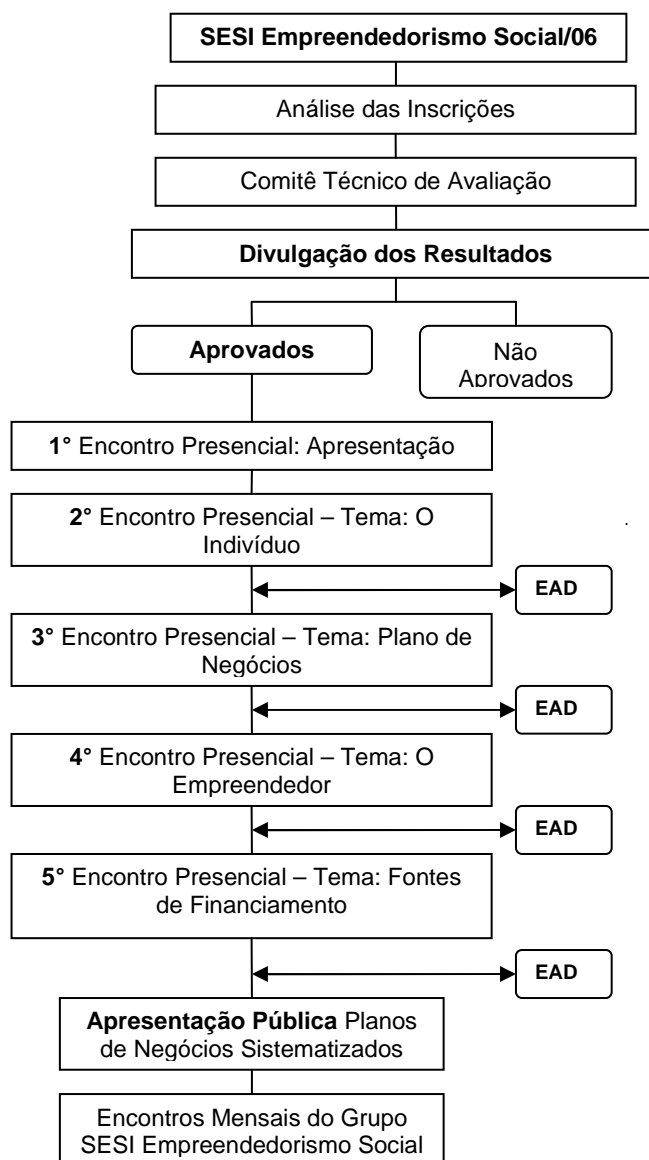 SESI Empreendedorismo Social/06
Análise das Inscrições
Comitê Técnico de Avaliação
Divulgação dos Resultados
Aprovados
Não
Aprovados
1° Encontro Presencial: Apresentação
2° Encontro Presencial – Tema: O
Indivíduo
.
EAD
3° Encontro Presencial – Tema: Plano de
Negócios
EAD
4° Encontro Presencial – Tema: O
Empreendedor
EAD
5° Encontro Presencial – Tema: Fontes
de Financiamento
EAD
Apresentação Pública Planos
de Negócios Sistematizados
Encontros Mensais do Grupo
SESI Empreendedorismo Social